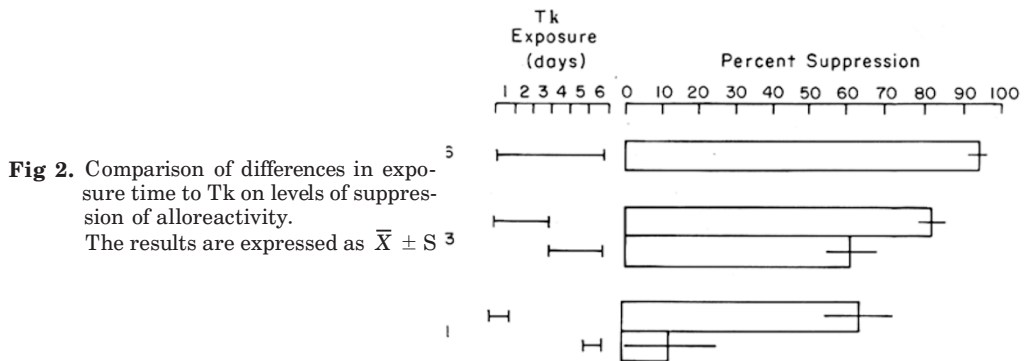 Tk
Exposure
(days)
Percent Suppression
1 2 3 4 5 6
0 10 20 30 40 50 60 70 80 90 100
Fig 2. Comparison of differences in expo-
sure time to Tk on levels of suppres-
sion of alloreactivity.
The results are expressed as X̅ ± S
3
1